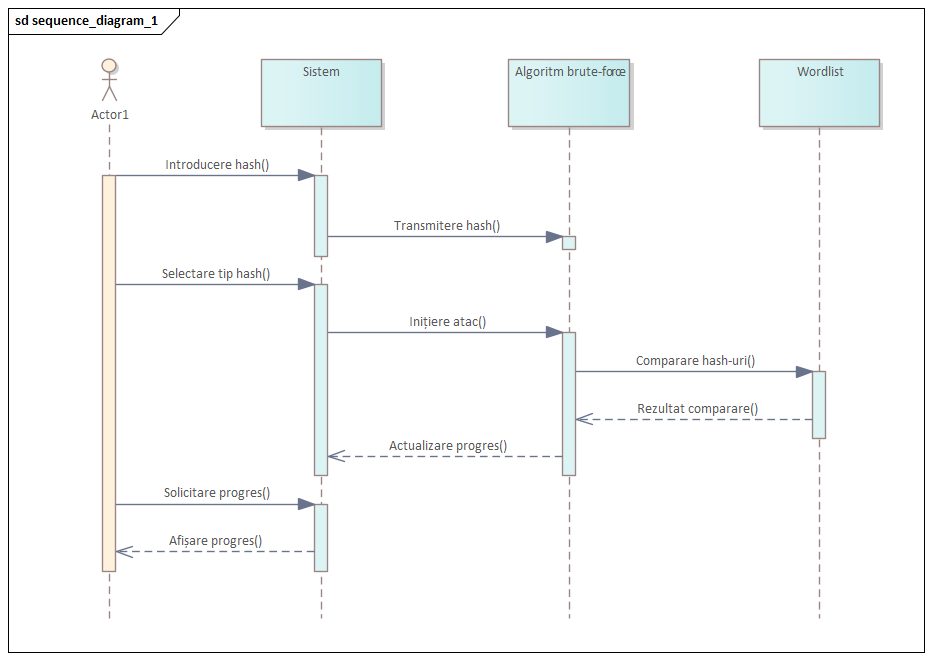 sd sequence_diagram_1
Actor1
Sistem
Algoritm brute-force
Wordlist
Introducere hash()
Transmitere hash()
Selectare tip hash()
Inițiere atac()
Comparare hash-uri()
Rezultat comparare()
Actualizare progres()
Solicitare progres()
Afișare progres()